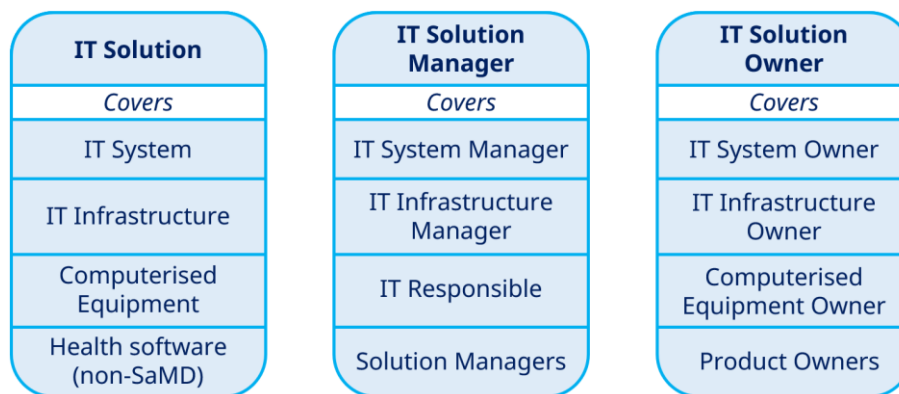 IT Solution
Covers
IT System
IT Infrastructure
Computerised
Equipment
Health software
(non-SaMD)
IT Solution
Manager
Covers
IT System Manager
IT Infrastructure
Manager
IT Responsible
Solution Managers
IT Solution
Owner
Covers
IT System Owner
IT Infrastructure
Owner
Computerised
Equipment Owner
Product Owners